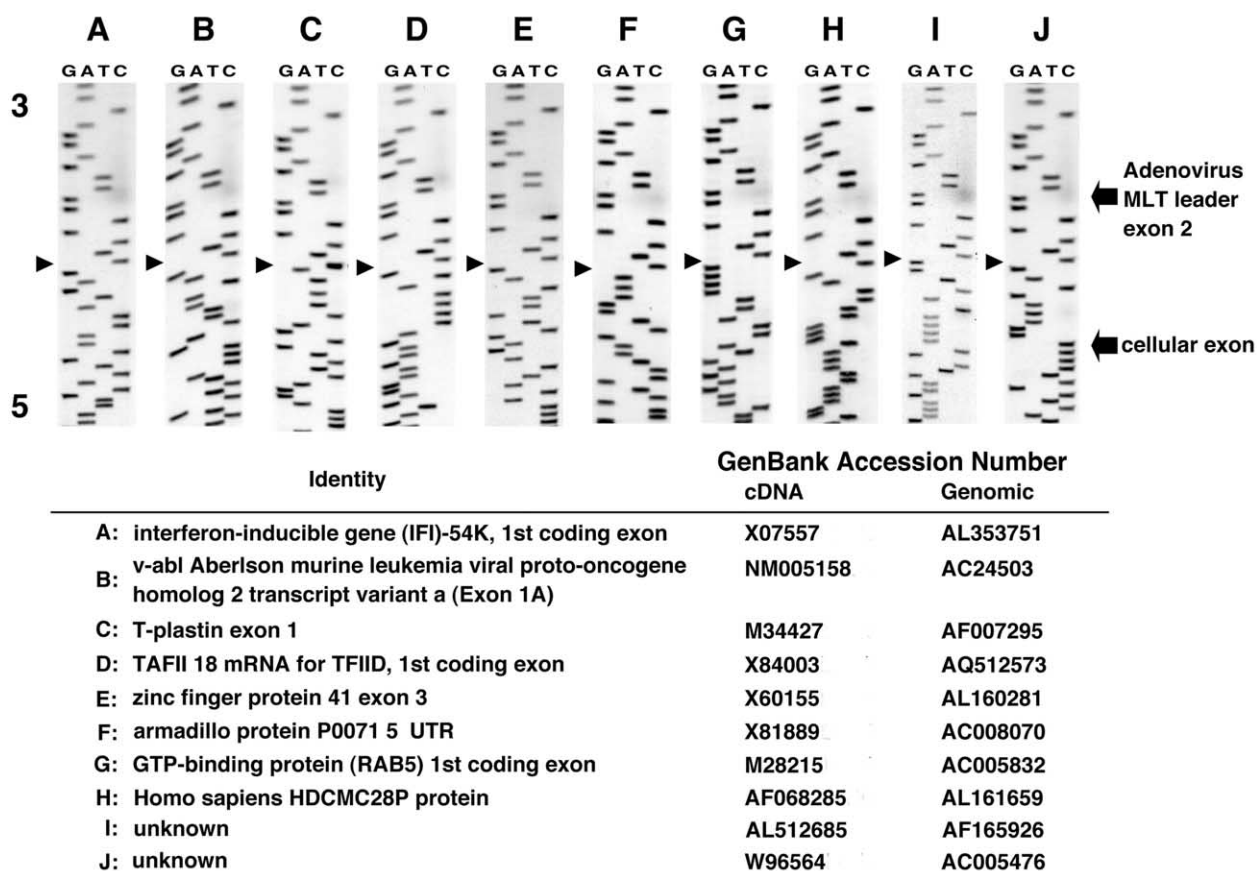 A B C D E F G H I J
GATC GATC GATC GATC GATC GATC GATC GATC GATC GATC
3
Adenovirus
MLT leader
exon 2
cellular exon
5
GenBank Accession Number
Identity
cDNA Genomic
A: interferon-inducible gene (IFI)-54K, 1st coding exon X07557 AL353751
v-abl Aberlson murine leukemia viral proto-oncogene
B: homolog 2 transcript variant a (Exon 1A) NM005158 AC24503
C: T-plastin exon 1 M34427 AF007295
D: TAFII 18 mRNA for TFIID, 1st coding exon X84003 AQ512573
E: zinc finger protein 41 exon 3 X60155 AL160281
F: armadillo protein P0071 5 UTR X81889 AC008070
G: GTP-binding protein (RAB5) 1st coding exon M28215 AC005832
H: Homo sapiens HDCMC28P protein AF068285 AL161659
I: unknown AL512685 AF165926
J: unknown W96564 AC005476